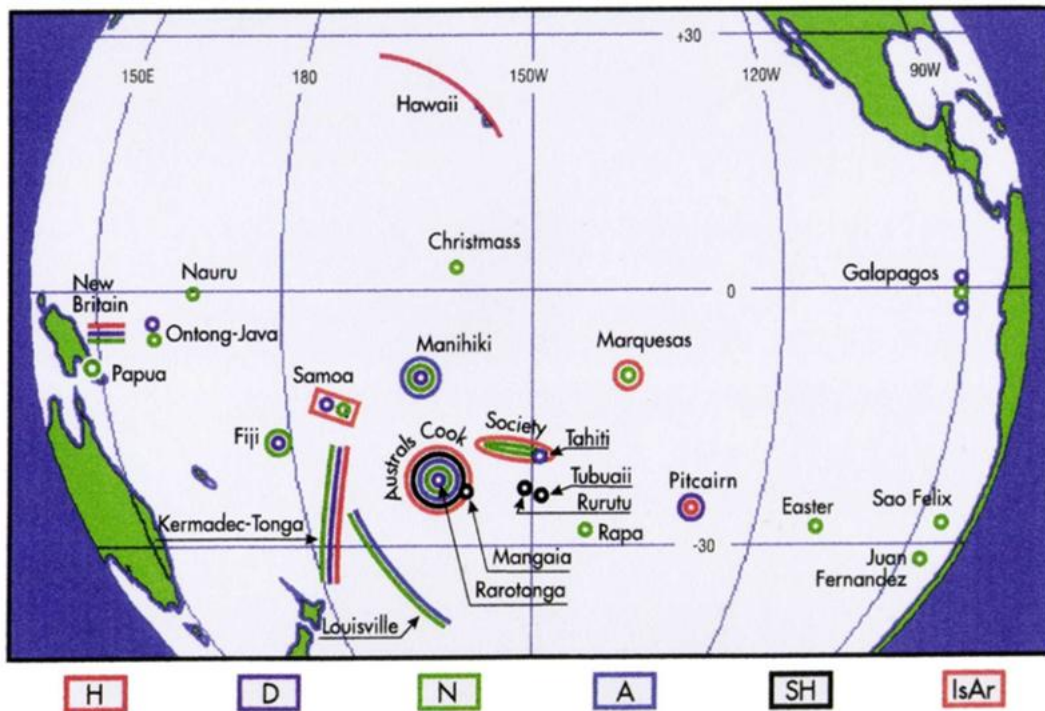 +30
150E
180
150W
120W
90W
Hawaii
Christmass
Nauru
New
Britain
Galapagos
0
Ontong-Java
Manihiki
Marquesas
Papua
Samoa
Society
Cook
Fiji
Australs
Tahiti
Tubuaii
Pitcairn
Rurutu
Easter
Sao Felix
Kermadec-Tonga
Rapa
-30
Mangaia
Juan
Fernandez
Rarotanga
Louisville
H
D
N
A
SH
IsAr